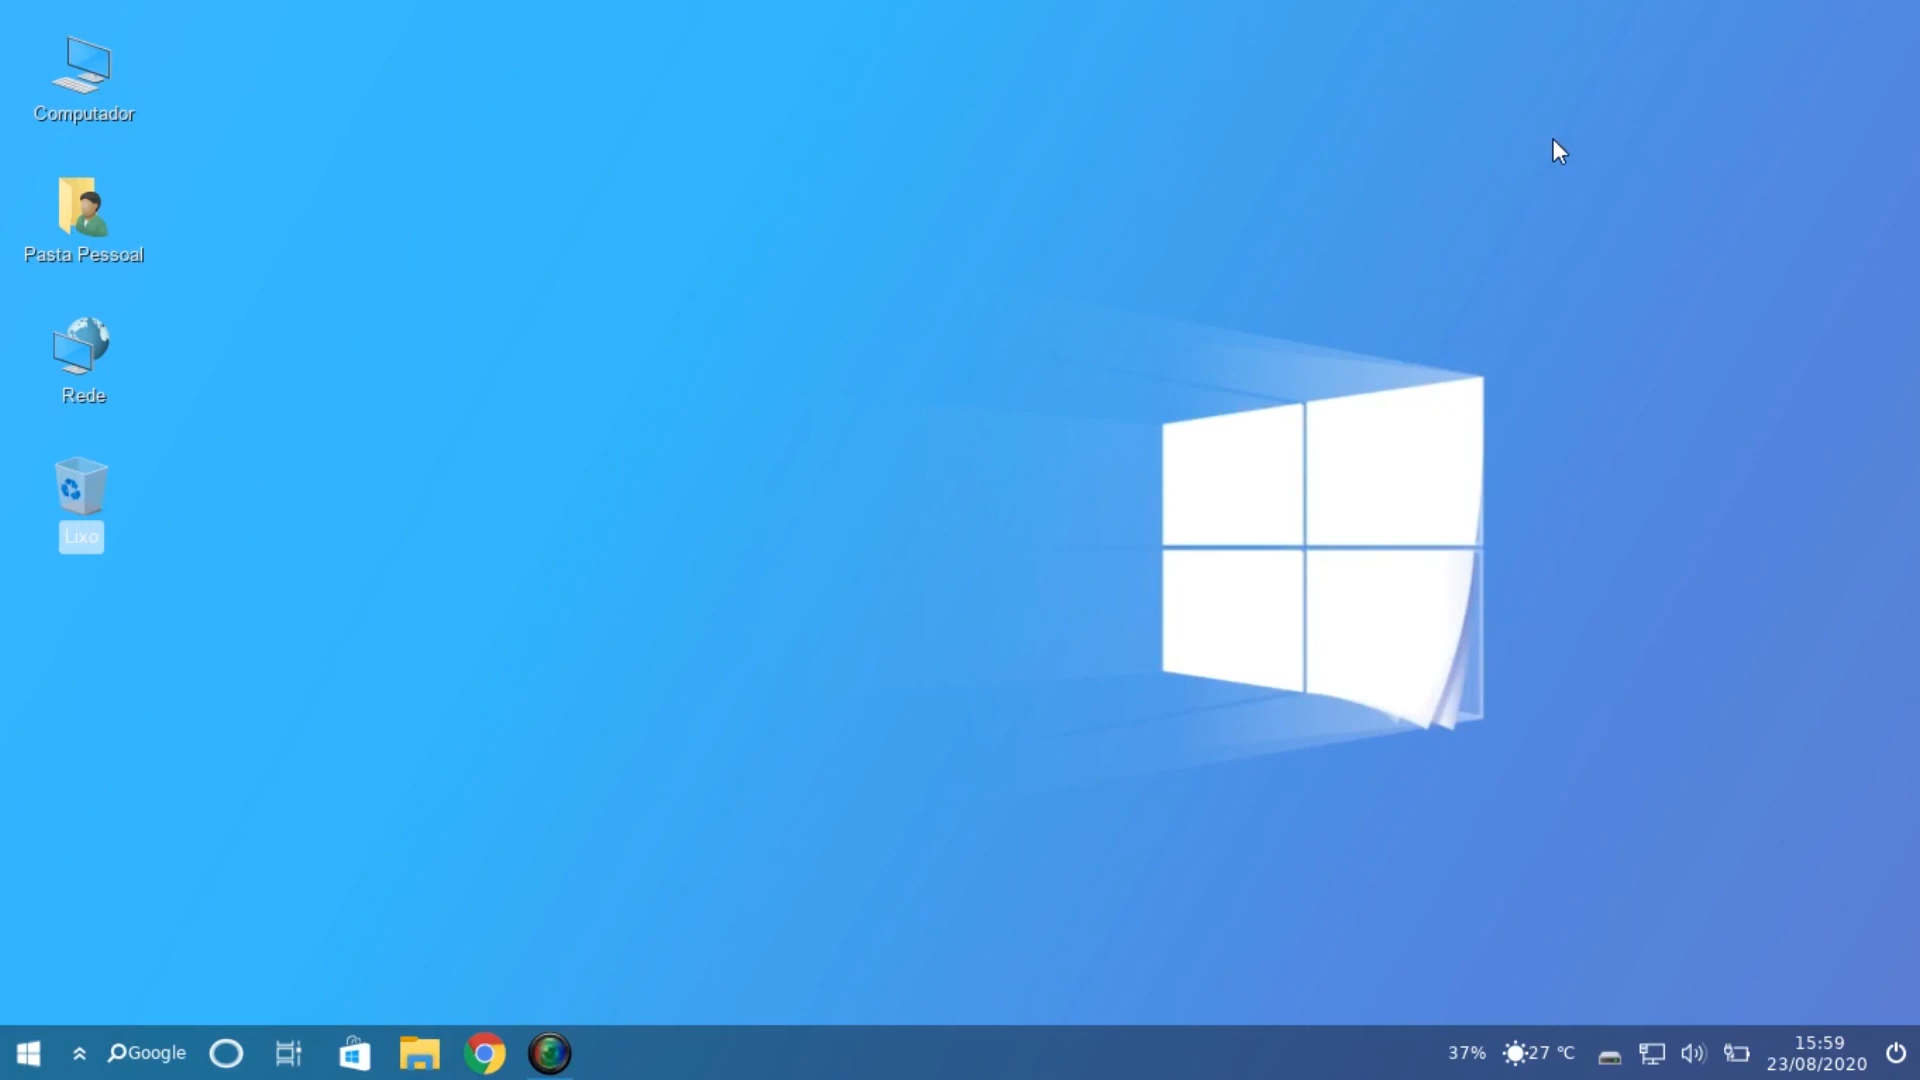 Computador
Pasta Pessoal
Rede
Lixo
Google
37% 27 °C
15:59
23/08/2020